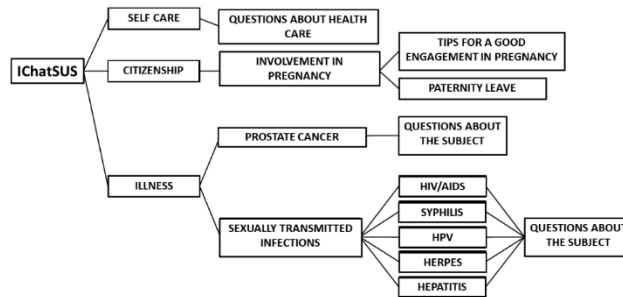 SELF CARE
QUESTIONS ABOUT HEALTH
CARE
IChatSUS
CITIZENSHIP
INVOLVEMENT IN
PREGNANCY
TIPS FOR A GOOD
ENGAGEMENT IN PREGNANCY
PATERNITY LEAVE
ILLNESS
PROSTATE CANCER
QUESTIONS ABOUT
THE SUBJECT
SEXUALLY TRANSMITTED
INFECTIONS
HIV/AIDS
SYPHILIS
HPV
HERPES
HEPATITIS
QUESTIONS ABOUT
THE SUBJECT